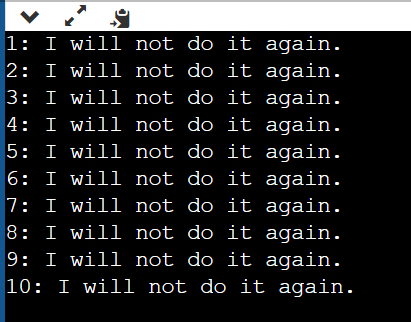 1: I will not do it again.
2: I will not do it again.
3: I will not do it again.
4: I will not do it again.
5: I will not do it again.
6: I will not do it again.
7: I will not do it again.
8: I will not do it again.
9: I will not do it again.
10: I will not do it again.